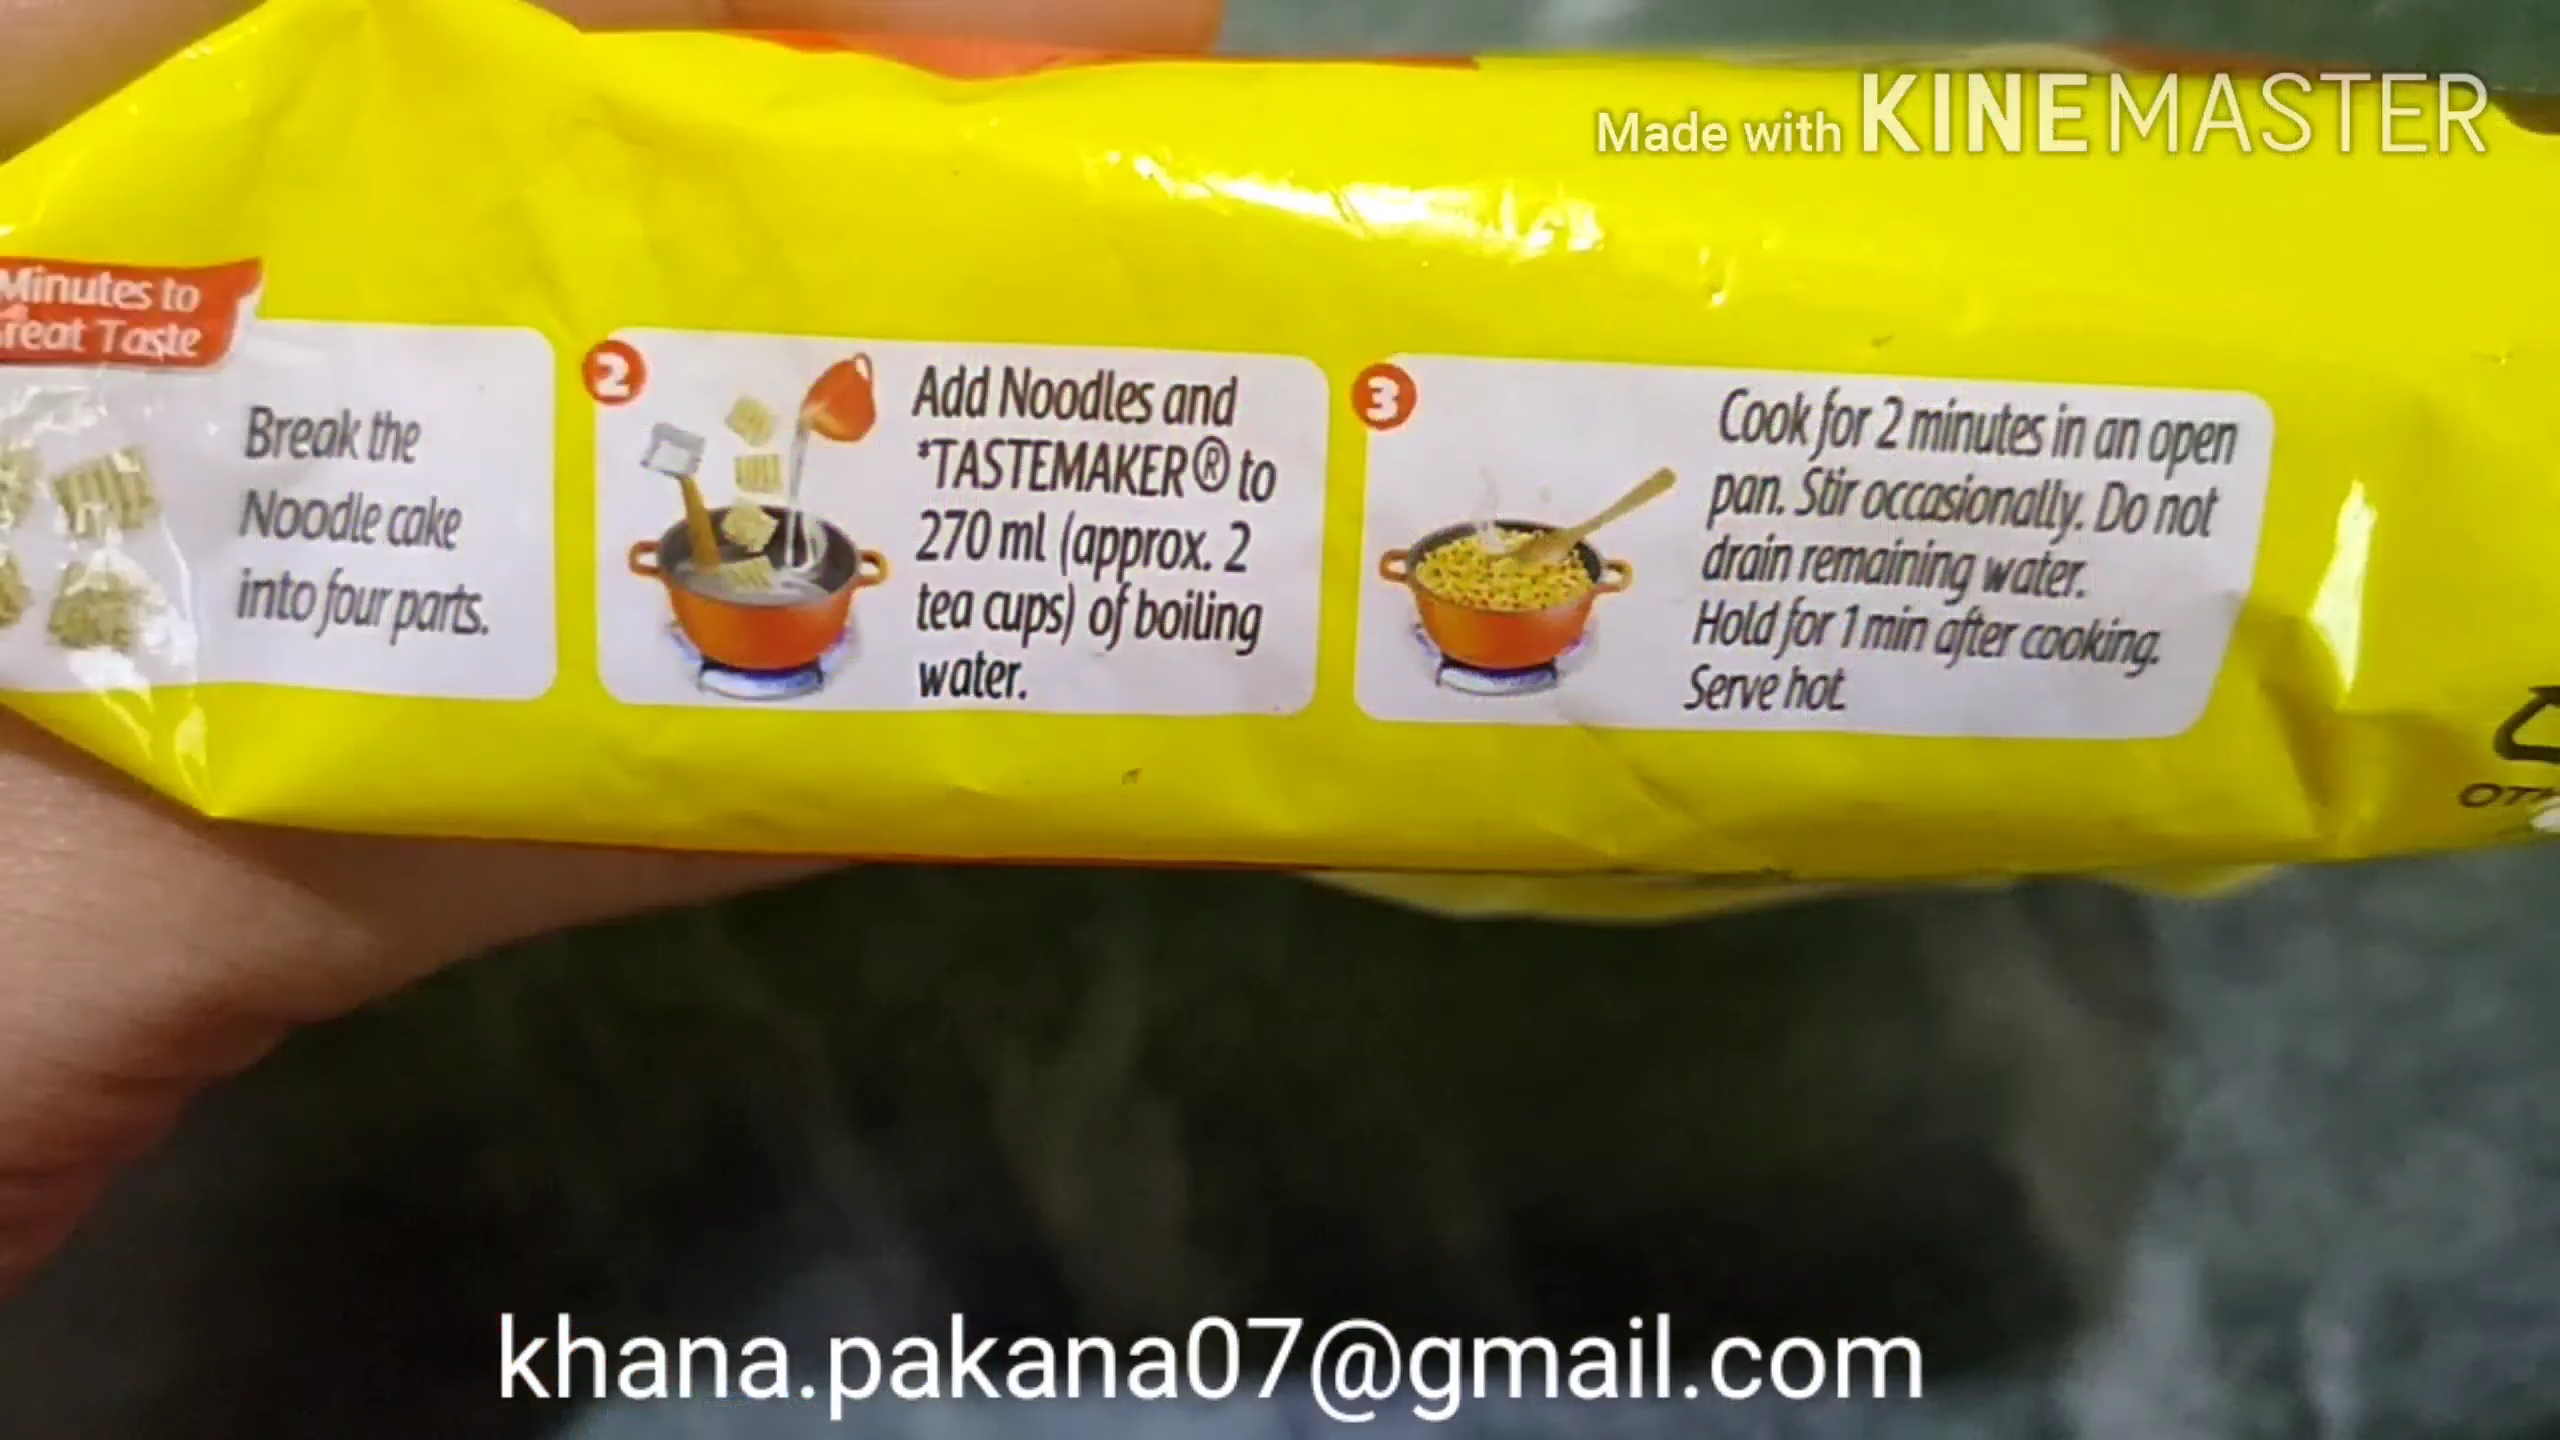 Made with KINEMASTER
Minutes to
Great Taste
Break the
Noodle cake
into four parts.
2
Add Noodles and
*TASTEMAKER® to
270 ml (approx. 2
tea cups) of boiling
water.
3
Cook for 2 minutes in an open
pan. Stir occasionally. Do not
drain remaining water.
Hold for 1 min after cooking.
Serve hot.
khana.pakana07@gmail.com